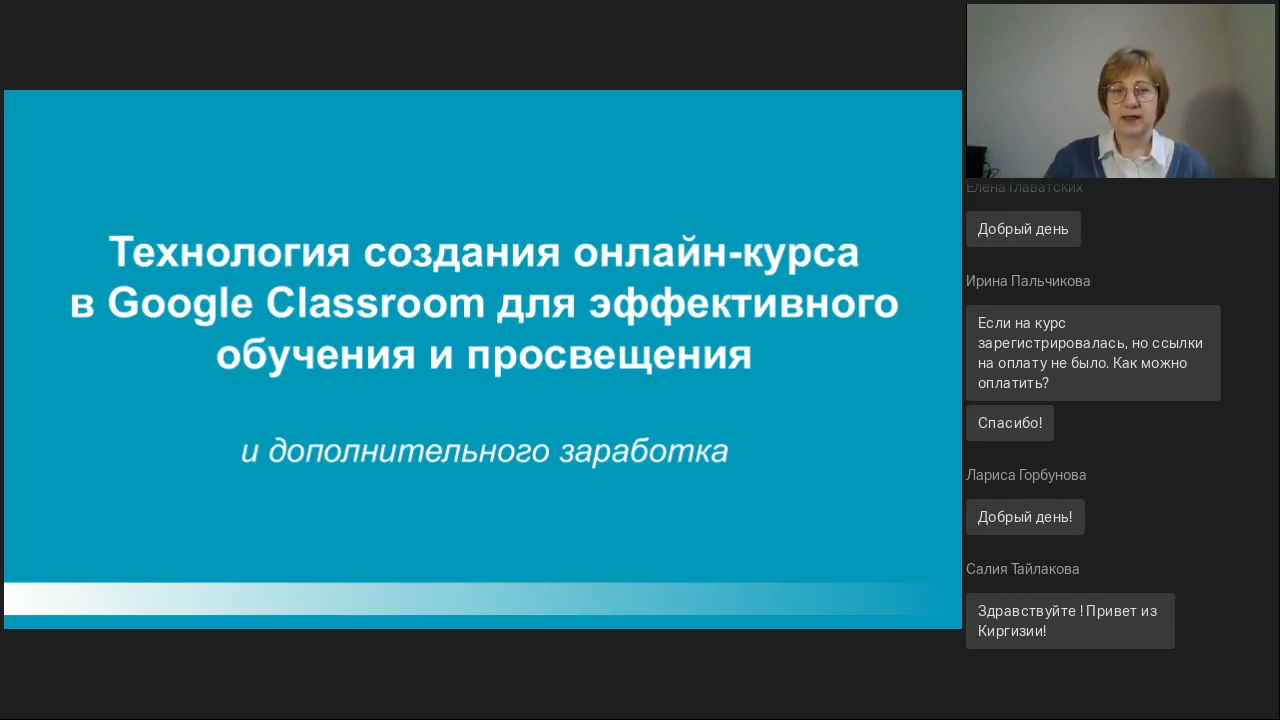 Технология создания онлайн-курса
в Google Classroom для эффективного
обучения и просвещения
и дополнительного заработка
Елена Главатских
Добрый день
Ирина Пальчикова
Если на курс
зарегистрировалась, но ссылки
на оплату не было. Как можно
оплатить?
Спасибо!
Лариса Горбунова
Добрый день!
Салия Тайлакова
Здравствуйте ! Привет из
Киргизии!